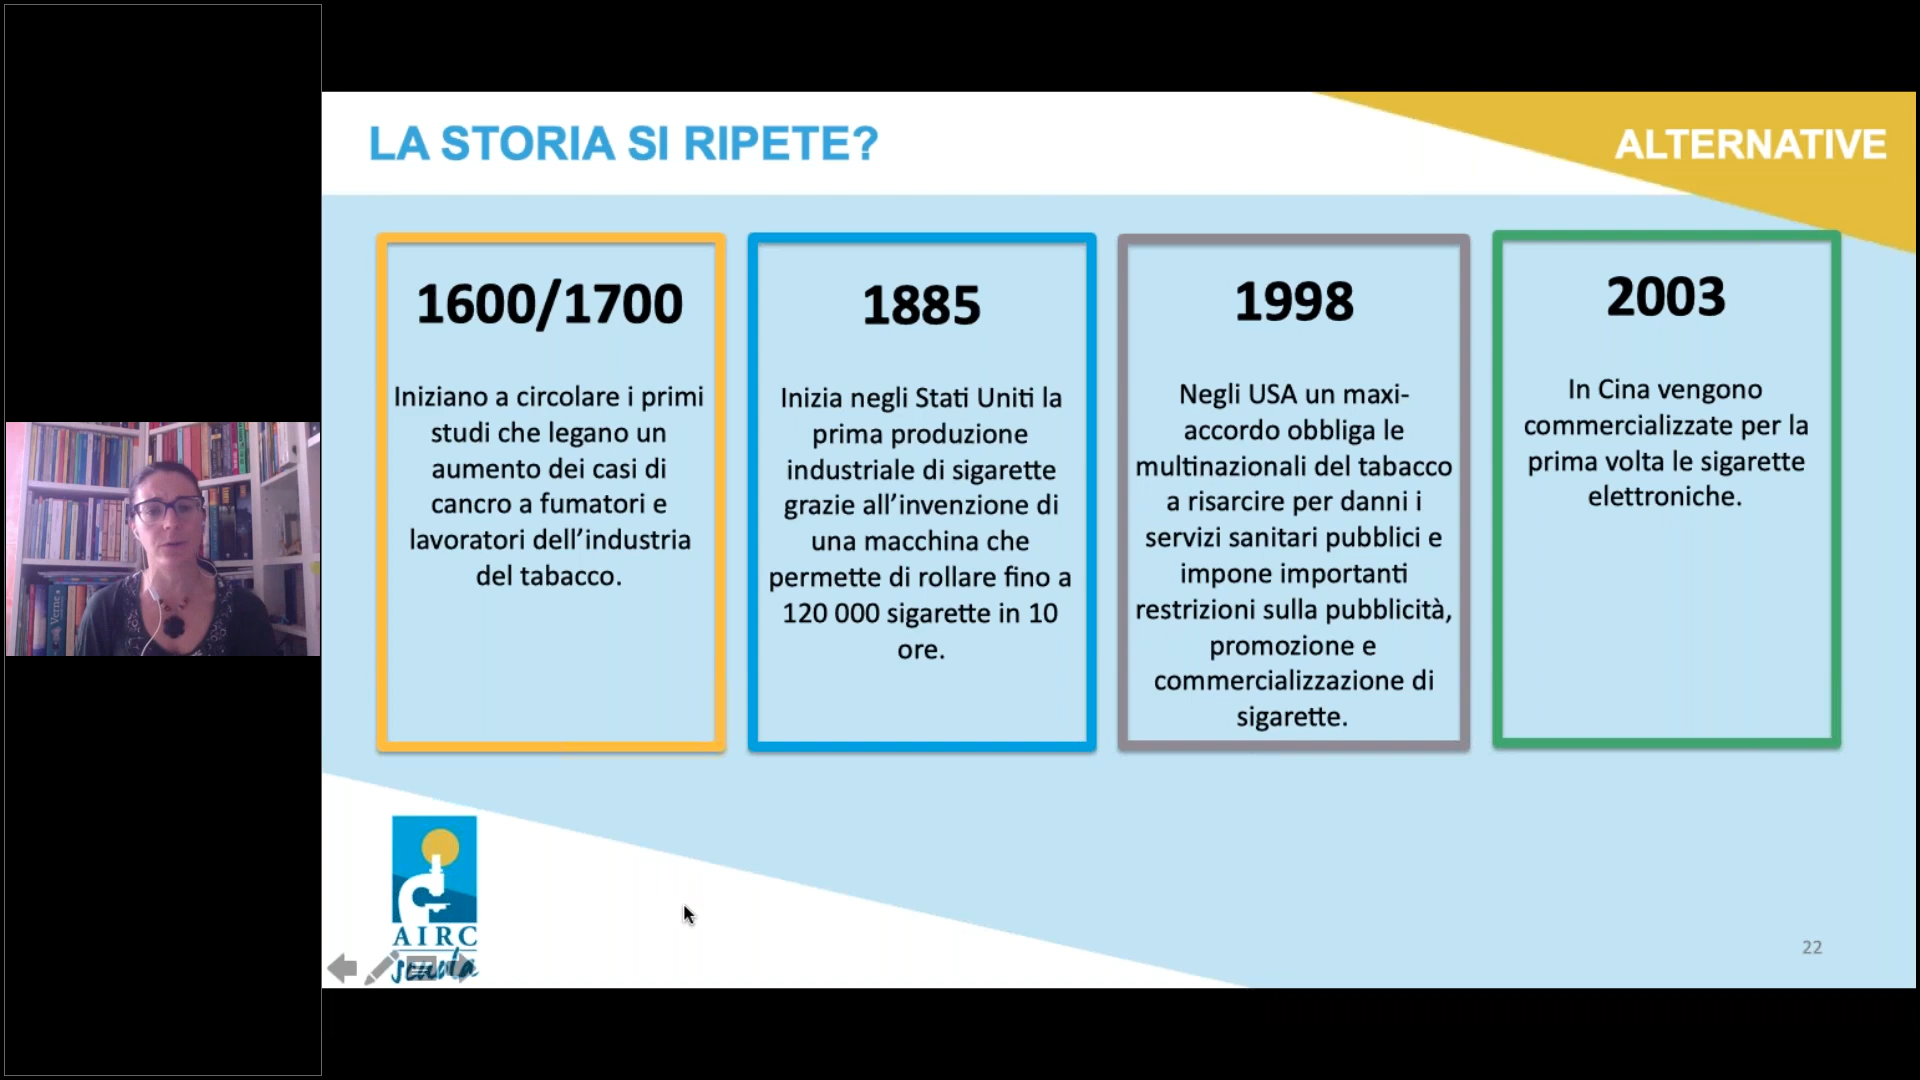 LA STORIA SI RIPETE?
ALTERNATIVE
1600/1700
Iniziano a circolare i primi
studi che legano un
aumento dei casi di
cancro a fumatori e
lavoratori dell’industria
del tabacco.
1885
Inizia negli Stati Uniti la
prima produzione
industriale di sigarette
grazie all’invenzione di
una macchina che
permette di rollare fino a
120 000 sigarette in 10
ore.
1998
Negli USA un maxi-
accordo obbliga le
multinazionali del tabacco
a risarcire per danni i
servizi sanitari pubblici e
impone importanti
restrizioni sulla pubblicità,
promozione e
commercializzazione di
sigarette.
2003
In Cina vengono
commercializzate per la
prima volta le sigarette
elettroniche.
Verne
AIRC
scuola
22